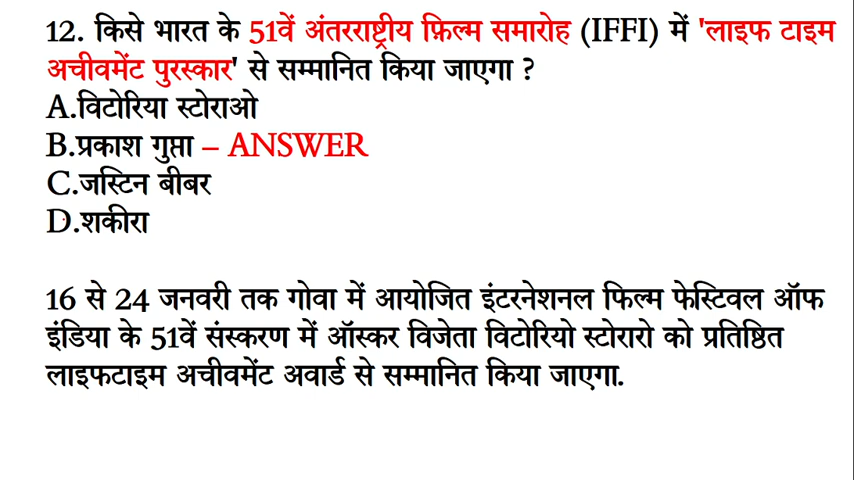 12. किसे भारत के 51वें अंतरराष्ट्रीय फ़िल्म समारोह (IFFI) में 'लाइफ टाइम
अचीवमेंट पुरस्कार' से सम्मानित किया जाएगा ?
A.विटोरिया स्टोराओ
B.प्रकाश गुप्ता – ANSWER
C.जस्टिन बीबर
D.शकीरा
16 से 24 जनवरी तक गोवा में आयोजित इंटरनेशनल फिल्म फेस्टिवल ऑफ
इंडिया के 51वें संस्करण में ऑस्कर विजेता विटोरियो स्टोरारो को प्रतिष्ठित
लाइफटाइम अचीवमेंट अवार्ड से सम्मानित किया जाएगा.